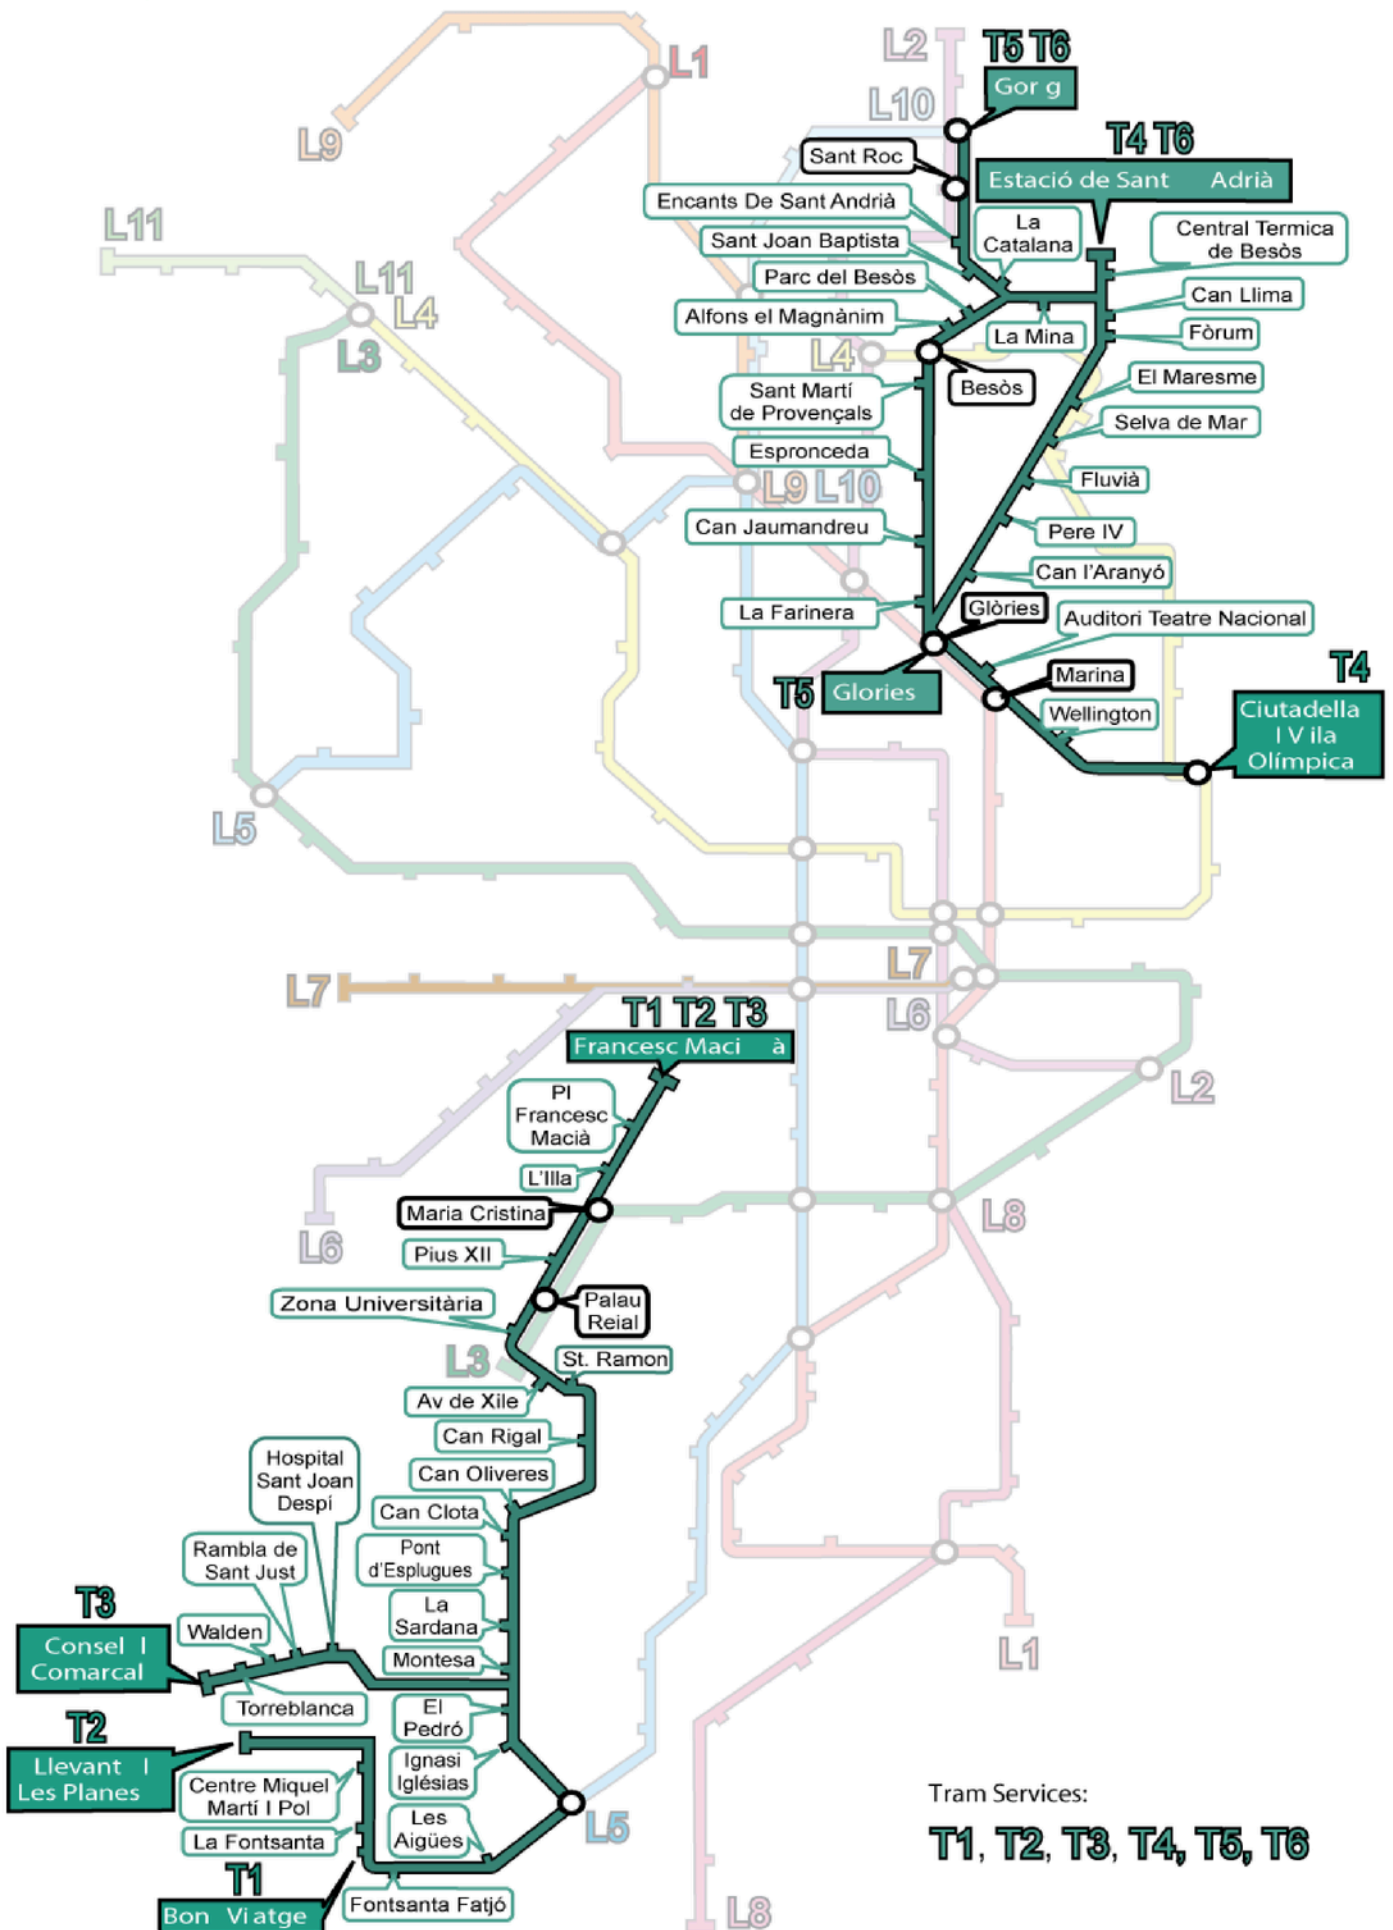 L1
L9
L2
T5 T6
Gor g
L10
Sant Roc
T4 T6
Estació de Sant Adrià
Encants De Sant Andrià
La
Catalana
Central Termica
de Besòs
L11
Sant Joan Baptista
Parc del Besòs
Can Llima
L11
L4
Alfons el Magnànim
La Mina
Fòrum
L3
L4
Besòs
El Maresme
Sant Martí
de Provençals
Selva de Mar
Espronceda
Fluvià
L9 L10
Can Jaumandreu
Pere IV
Can l'Aranyó
La Farinera
Glòries
Auditori Teatre Nacional
T5
Glories
Marina
T4
Wellington
Ciutadella
I V ila
Olímpica
L5
L7
L7
L6
T1 T2 T3
Francesc Maci à
L2
Pl
Francesc
Macià
L'Illa
Maria Cristina
L8
L6
Pius XII
Zona Universitària
Palau
Reial
L3
St. Ramon
Av de Xile
Can Rigal
Hospital
Sant Joan
Despí
Can Oliveres
Can Clota
Rambla de
Sant Just
Pont
d'Esplugues
T3
La
Sardana
Consel l
Comarcal
Walden
Montesa
L1
Torreblanca
El
Pedró
T2
Llevant I
Les Planes
Ignasi
Iglésias
Centre Miquel
Martí I Pol
Les
Aigües
L5
La Fontsanta
T1
Bon Vi atge
Fontsanta Fatjó
L8
Tram Services:
T1, T2, T3, T4, T5, T6